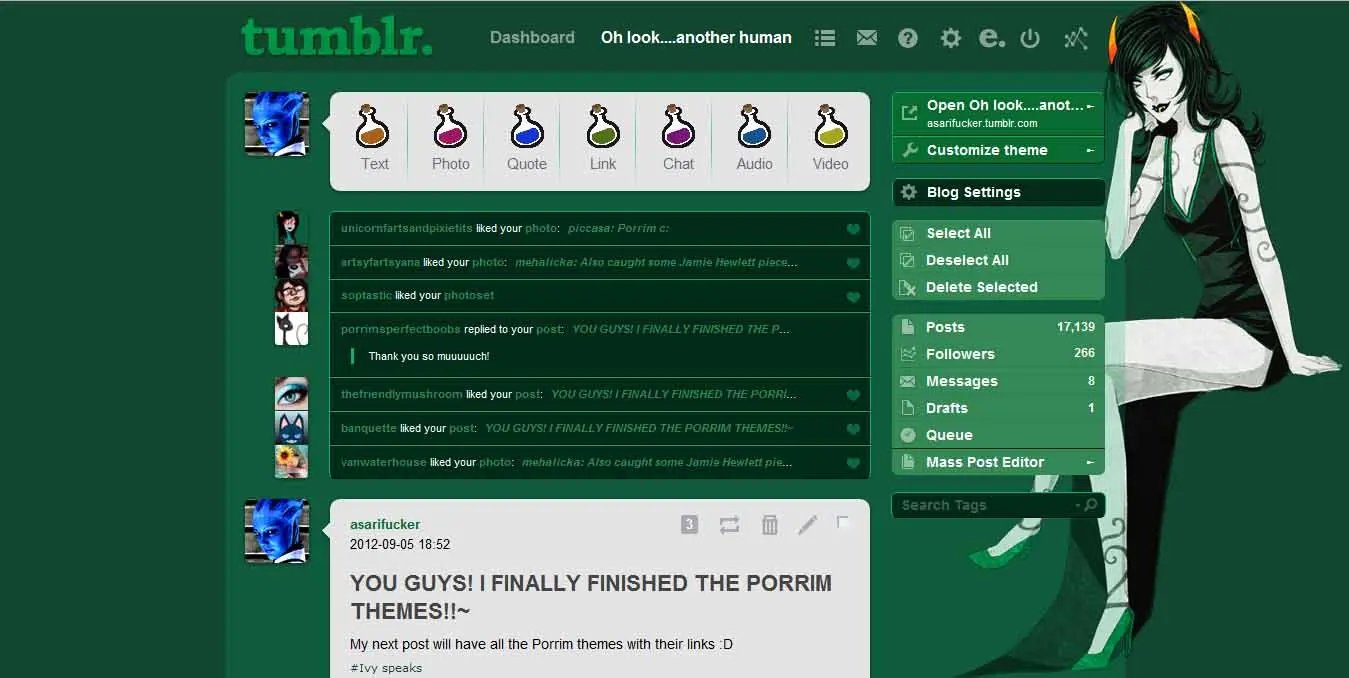 tumblr.
Dashboard
Oh look....another human
e.
Text
Photo
Quote
Link
Chat
Audio
Video
unicornfartsandpixietits liked your photo: piccasa: Porrim c:
artsyfartsyana liked your photo: mehalicka: Also caught some Jamie Hewlett piece...
soptastic liked your photoset
porrimsperfectboobs replied to your post: YOU GUYS! I FINALLY FINISHED THE P...
Thank you so muuuuuch!
thefriendlymushroom liked your post: YOU GUYS! I FINALLY FINISHED THE PORRI...
banquette liked your post: YOU GUYS! I FINALLY FINISHED THE PORRIM THEMES!!~
vanwaterhouse liked your photo: mehalicka: Also caught some Jamie Hewlett pie...
asarifucker
3
2012-09-05 18:52
YOU GUYS! I FINALLY FINISHED THE PORRIM
THEMES!!~
My next post will have all the Porrim themes with their links :D
#Ivy speaks
Open Oh look....anot...
asarifucker.tumblr.com
Customize theme
Blog Settings
Select All
Deselect All
Delete Selected
Posts 17,139
Followers 266
Messages 8
Drafts 1
Queue
Mass Post Editor
Search Tags